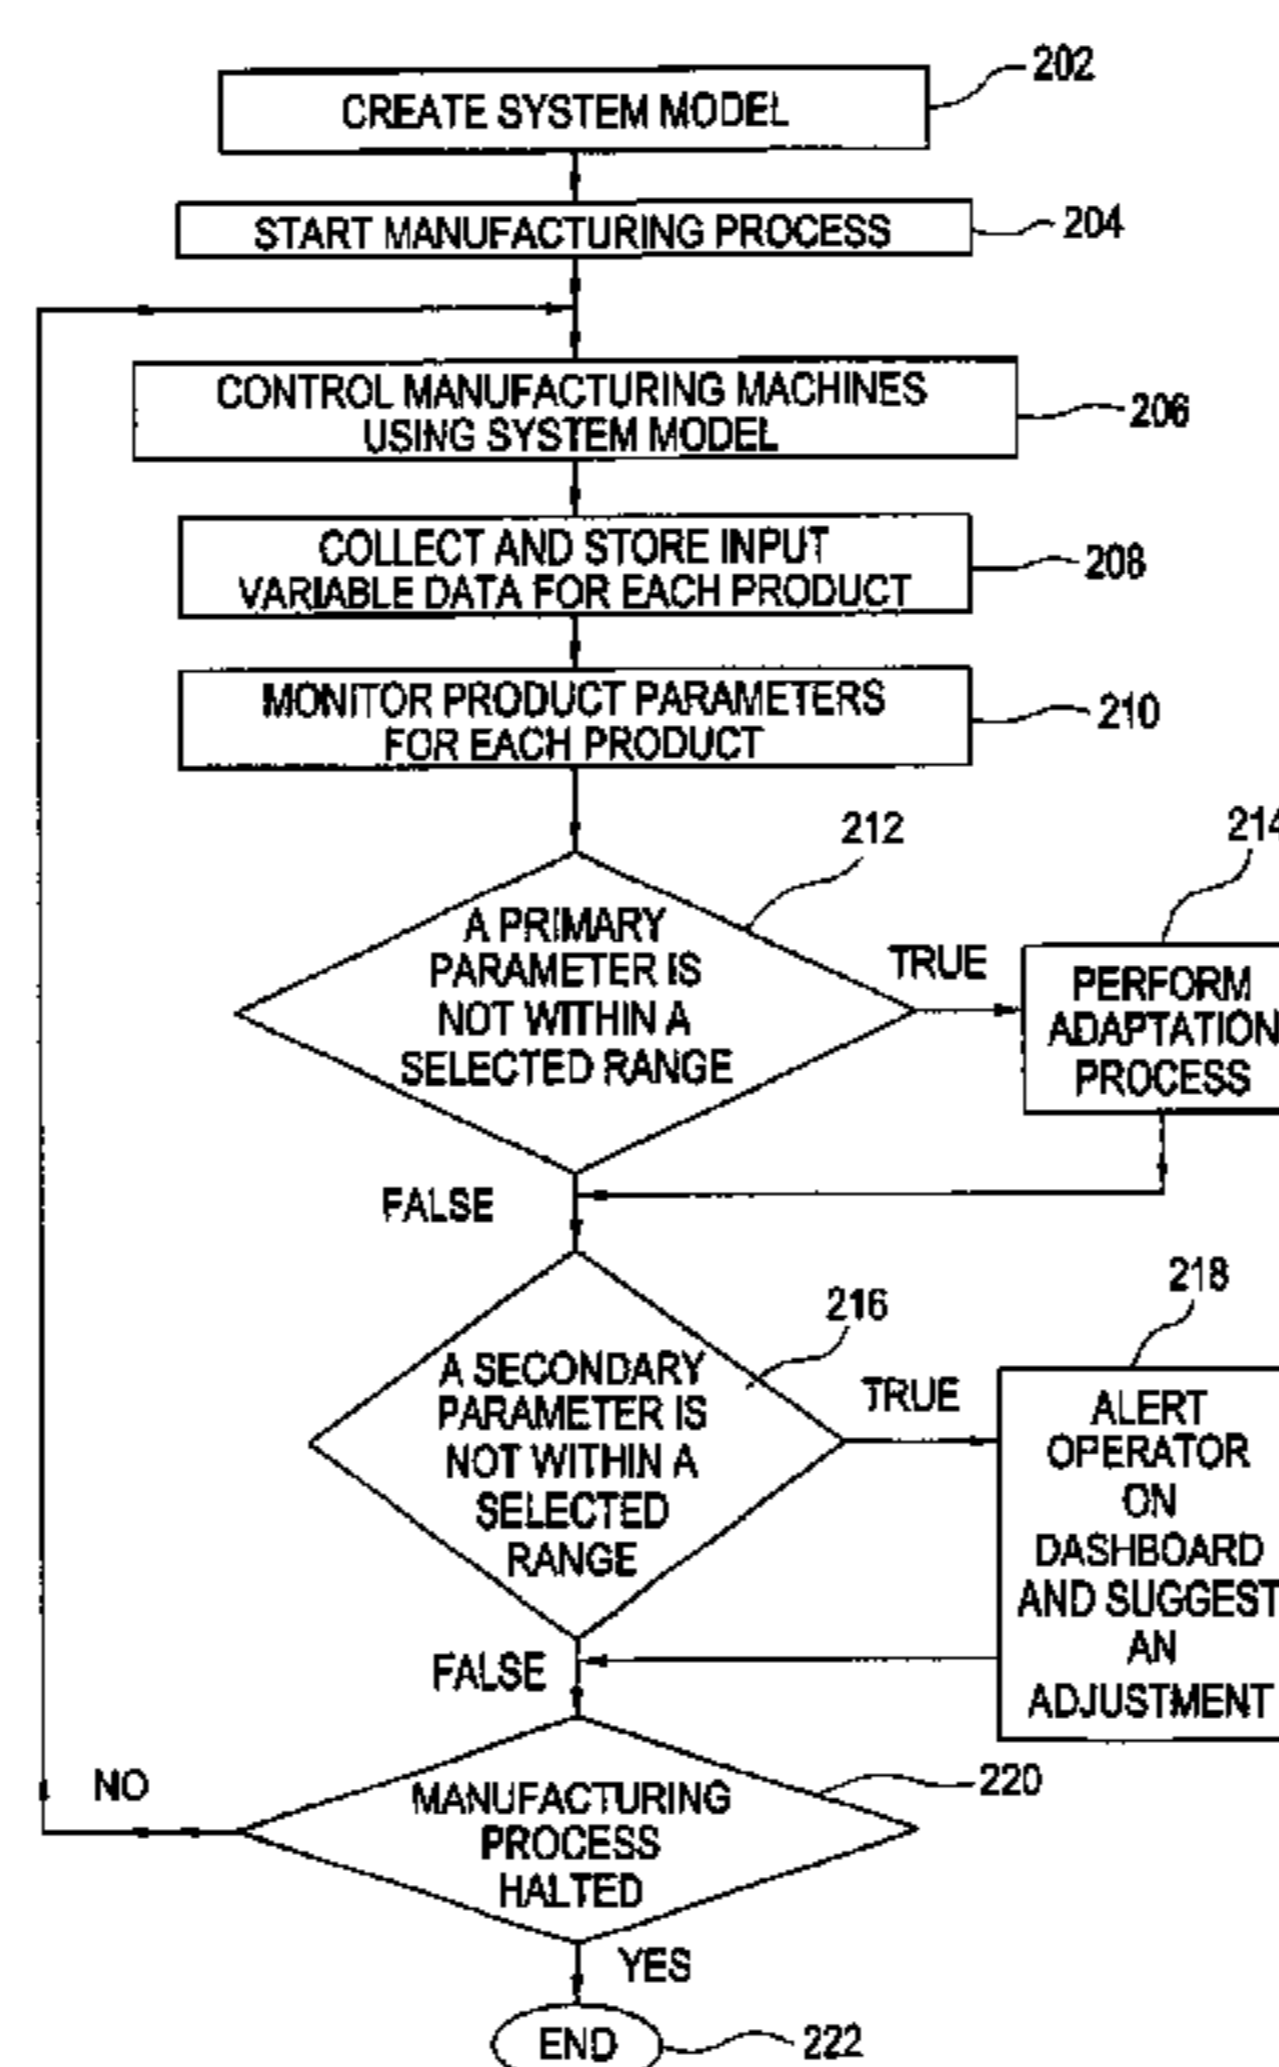 202
CREATE SYSTEM MODEL
START MANUFACTURING PROCESS
204
CONTROL MANUFACTURING MACHINES
USING SYSTEM MODEL
206
COLLECT AND STORE INPUT
VARIABLE DATA FOR EACH PRODUCT
208
MONITOR PRODUCT PARAMETERS
FOR EACH PRODUCT
210
212
214
A PRIMARY
PARAMETER IS
NOT WITHIN A
SELECTED RANGE
TRUE
PERFORM
ADAPTATION
PROCESS
FALSE
216
218
A SECONDARY
PARAMETER IS
NOT WITHIN A
SELECTED
RANGE
TRUE
ALERT
OPERATOR
ON
DASHBOARD
AND SUGGEST
AN
ADJUSTMENT
FALSE
NO
220
MANUFACTURING
PROCESS
HALTED
YES
END
222